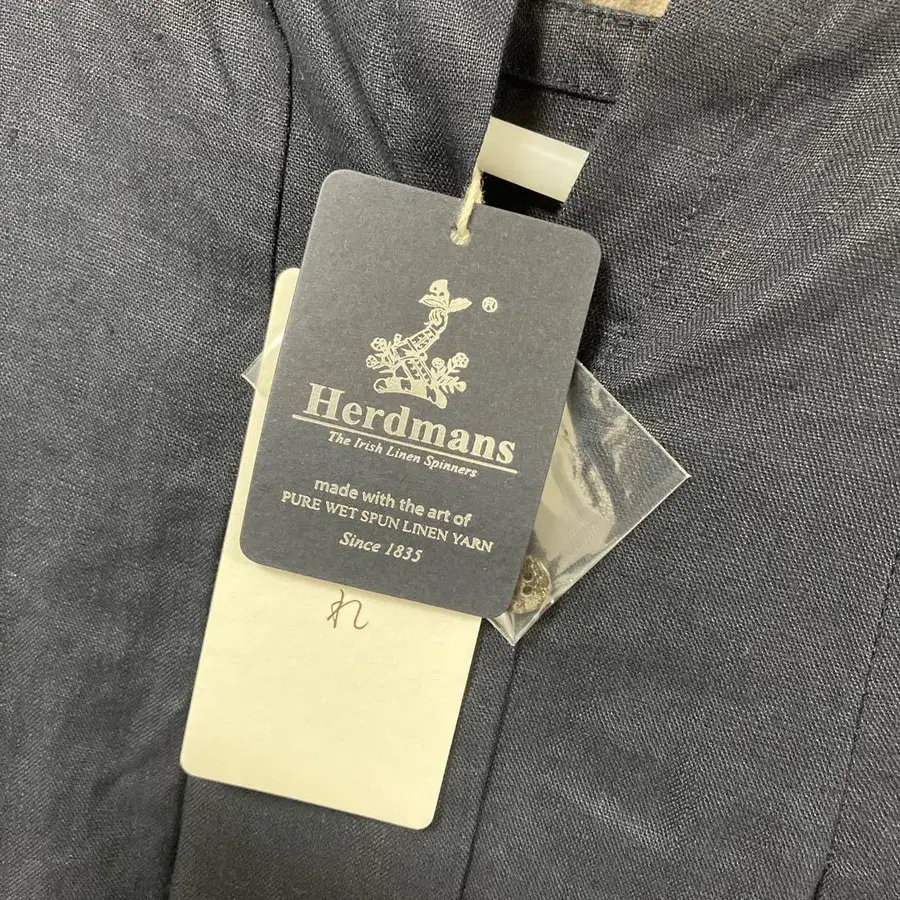 ®
Herdmans
The Irish Linen Spinners
made with the art of
PURE WET SPUN LINEN YARN
Since 1835
れ